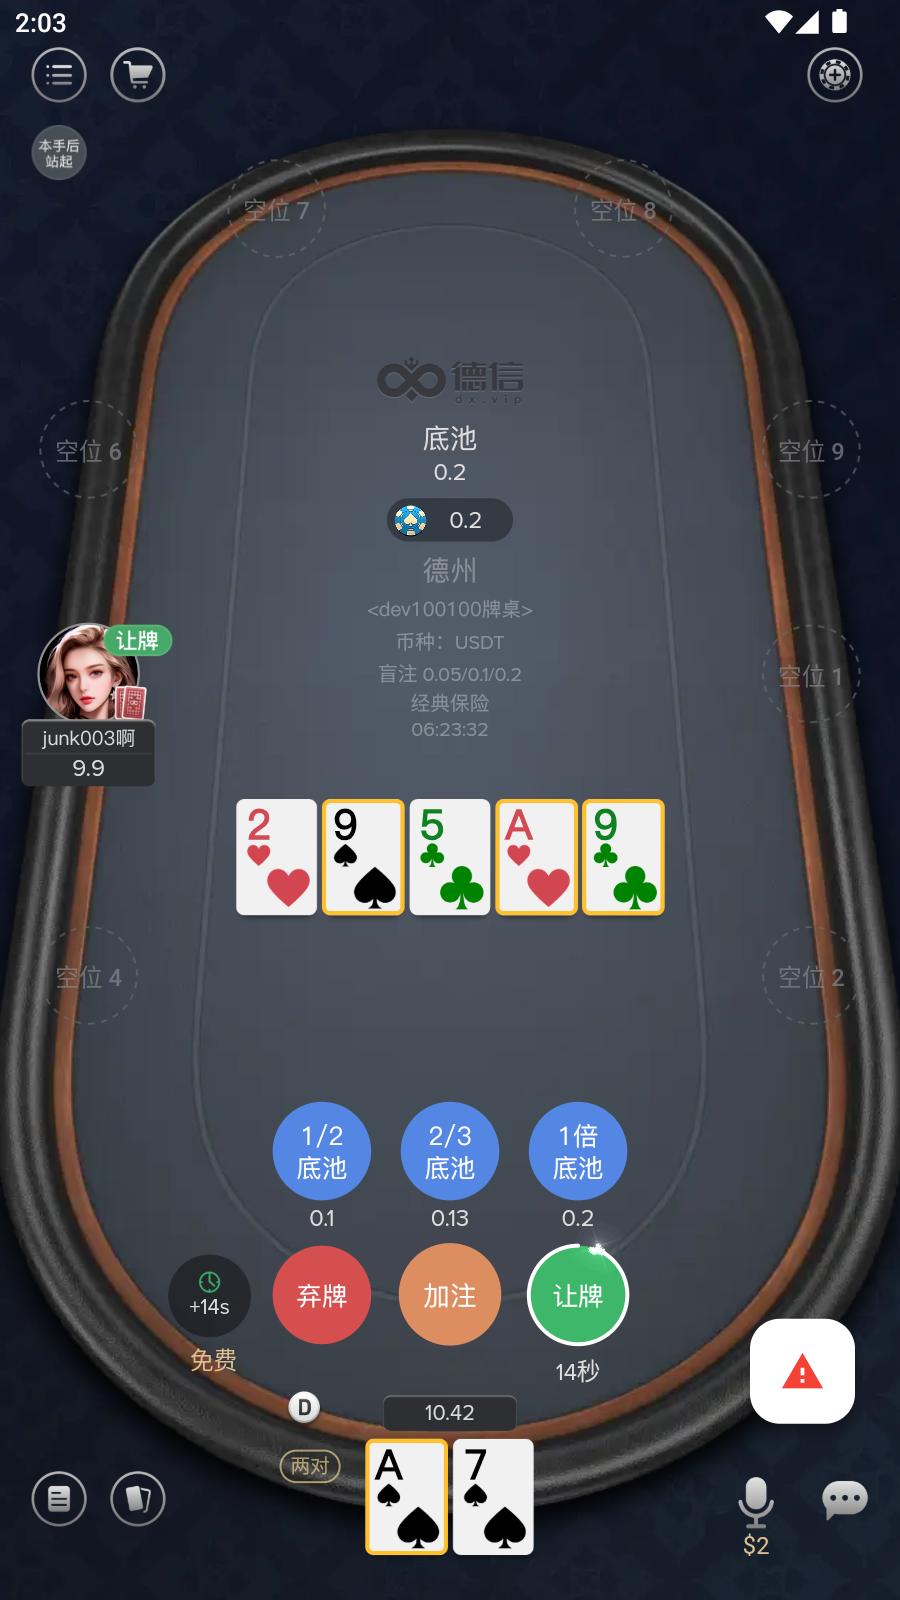 2:03
本手后
站起
空位 7
空位 8
德信
dx.vip
底池
0.2
0.2
空位 6
空位 9
德州
<dev100100牌桌>
币种：USDT
盲注 0.05/0.1/0.2
经典保险
06:23:32
让牌
空位 1
junk003啊
9.9
2
9
5
A
9
空位 4
空位 2
1/2
底池
2/3
底池
1倍
底池
0.1
0.13
0.2
+14s
弃牌
加注
让牌
免费
14秒
D
10.42
两对
A
7
$2